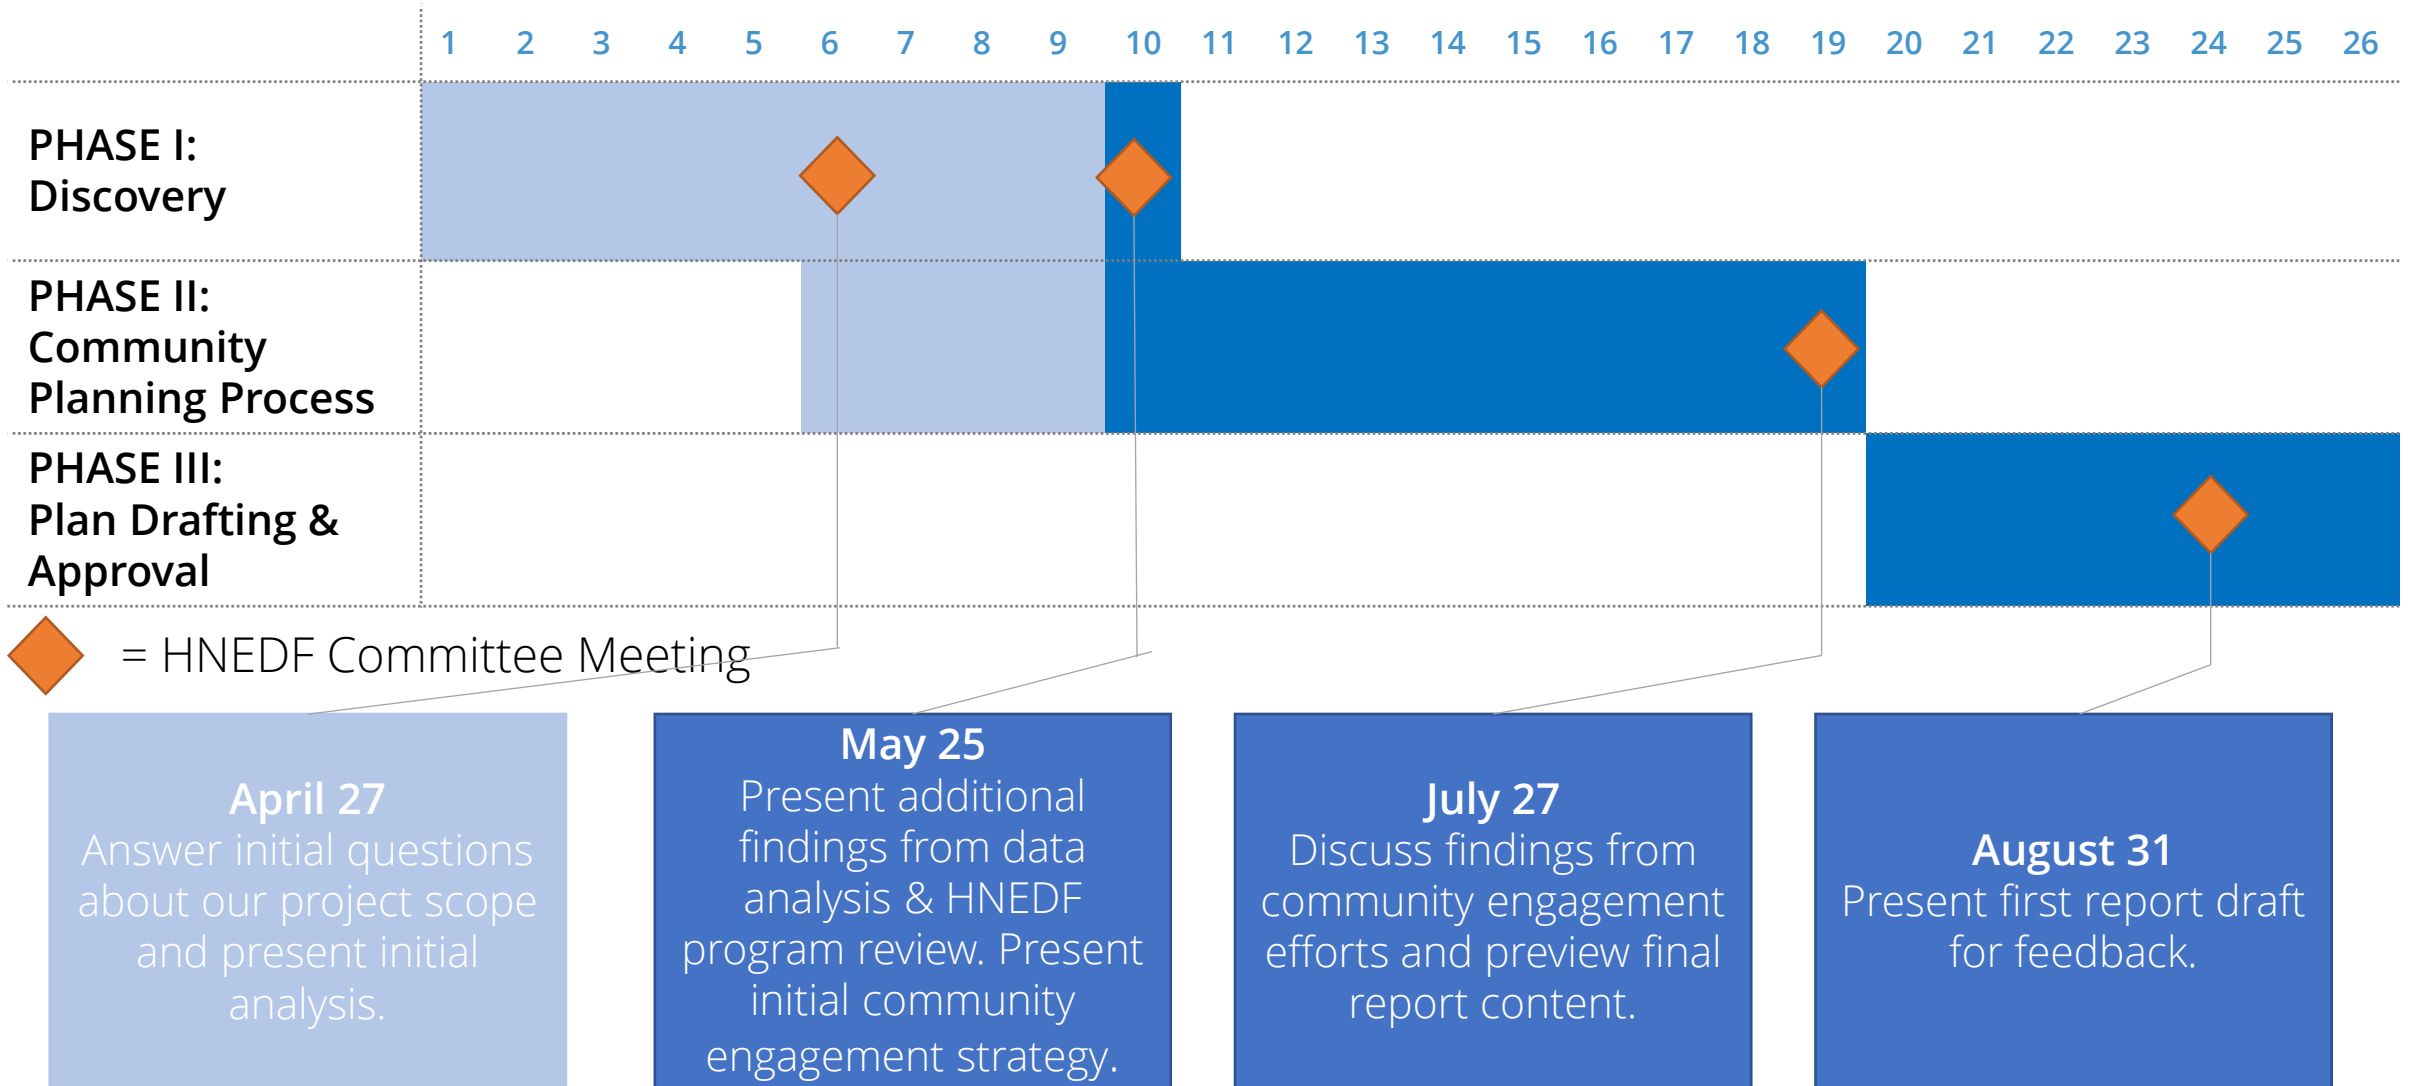 1 2 3 4 5 6 7 8 9 10 11 12 13 14 15 16 17 18 19 20 21 22 23 24 25 26
PHASE I:
Discovery
PHASE II:
Community
Planning Process
PHASE III:
Plan Drafting &
Approval
= HNEDF Committee Meeting
April 27
Answer initial questions
about our project scope
and present initial
analysis.
May 25
Present additional
findings from data
analysis & HNEDF
program review. Present
initial community
engagement strategy.
July 27
Discuss findings from
community engagement
efforts and preview final
report content.
August 31
Present first report draft
for feedback.